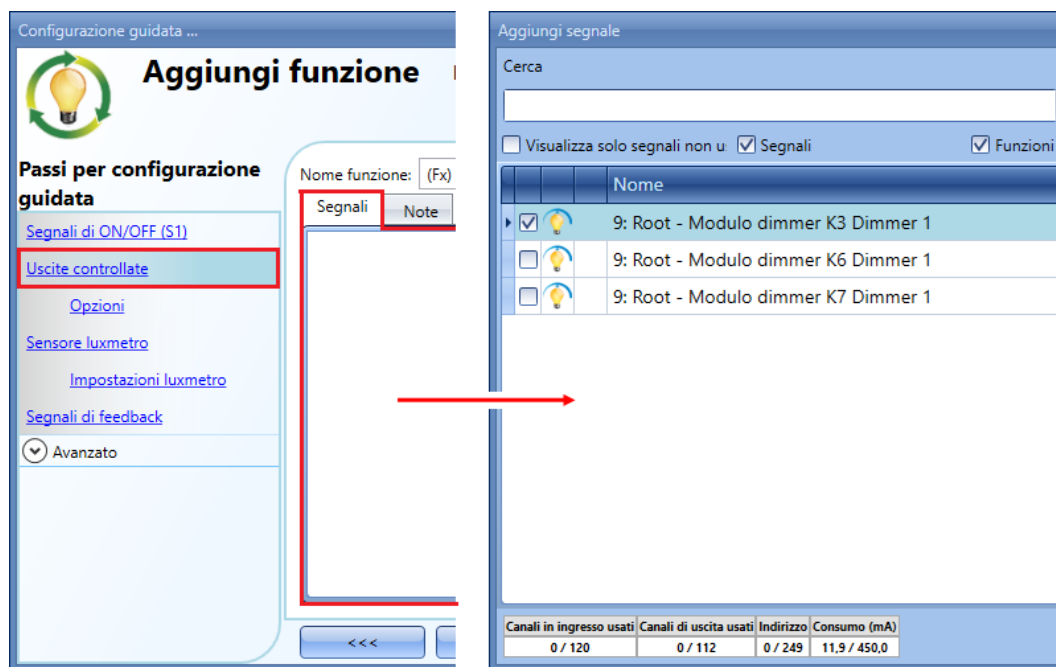 Configurazione guidata ...
Aggiungi funzione
Passi per configurazione
guidata
Segnali di ON/OFF (S1)
Uscite controllate
Opzioni
Sensore luxmetro
Impostazioni luxmetro
Segnali di feedback
Avanzato
Nome funzione: (Fx)
Segnali Note
<<<
Aggiungi segnale
Cerca
Visualizza solo segnali non u Segnali Funzioni
Nome
9: Root - Modulo dimmer K3 Dimmer 1
9: Root - Modulo dimmer K6 Dimmer 1
9: Root - Modulo dimmer K7 Dimmer 1
Canali in ingresso usati Canali di uscita usati Indirizzo Consumo (mA)
0 / 120 0 / 112 0 / 249 11,9 / 450,0